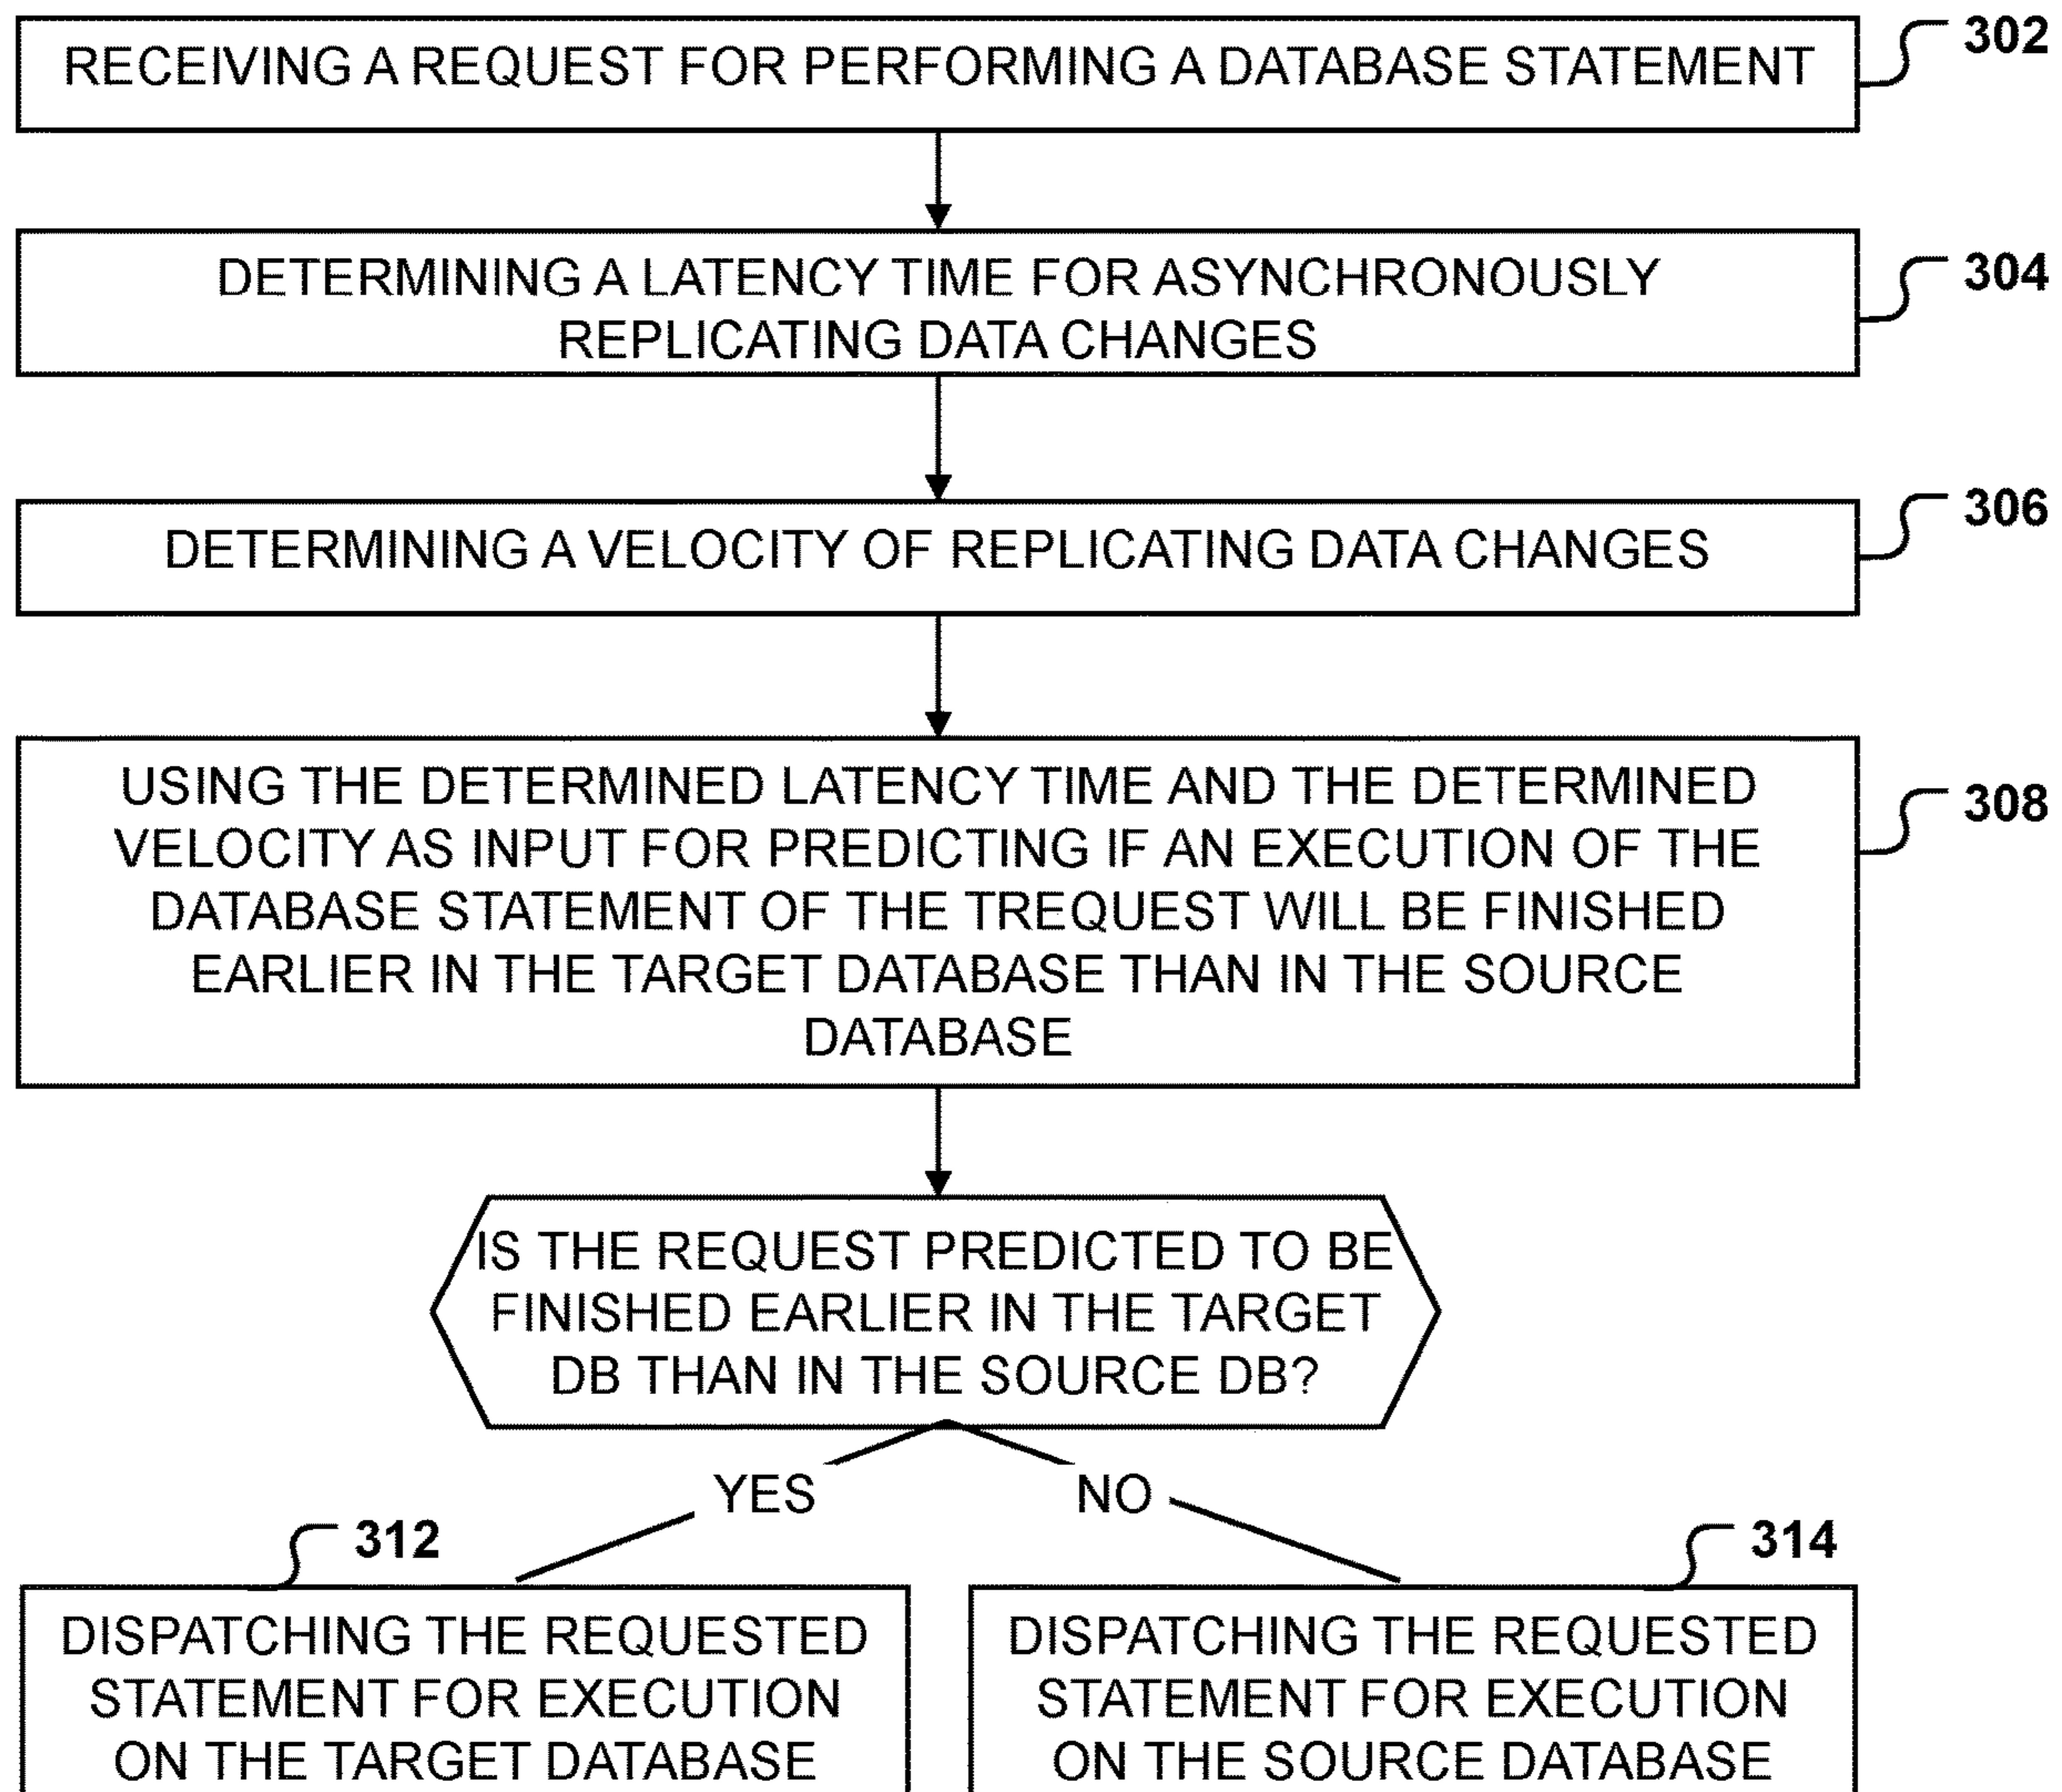 RECEIVING A REQUEST FOR PERFORMING A DATABASE STATEMENT
302
DETERMINING A LATENCY TIME FOR ASYNCHRONOUSLY
REPLICATING DATA CHANGES
304
DETERMINING A VELOCITY OF REPLICATING DATA CHANGES
306
USING THE DETERMINED LATENCY TIME AND THE DETERMINED
VELOCITY AS INPUT FOR PREDICTING IF AN EXECUTION OF THE
DATABASE STATEMENT OF THE TREQUEST WILL BE FINISHED
EARLIER IN THE TARGET DATABASE THAN IN THE SOURCE
DATABASE
308
IS THE REQUEST PREDICTED TO BE
FINISHED EARLIER IN THE TARGET
DB THAN IN THE SOURCE DB?
YES
NO
312
DISPATCHING THE REQUESTED
STATEMENT FOR EXECUTION
ON THE TARGET DATABASE
314
DISPATCHING THE REQUESTED
STATEMENT FOR EXECUTION
ON THE SOURCE DATABASE